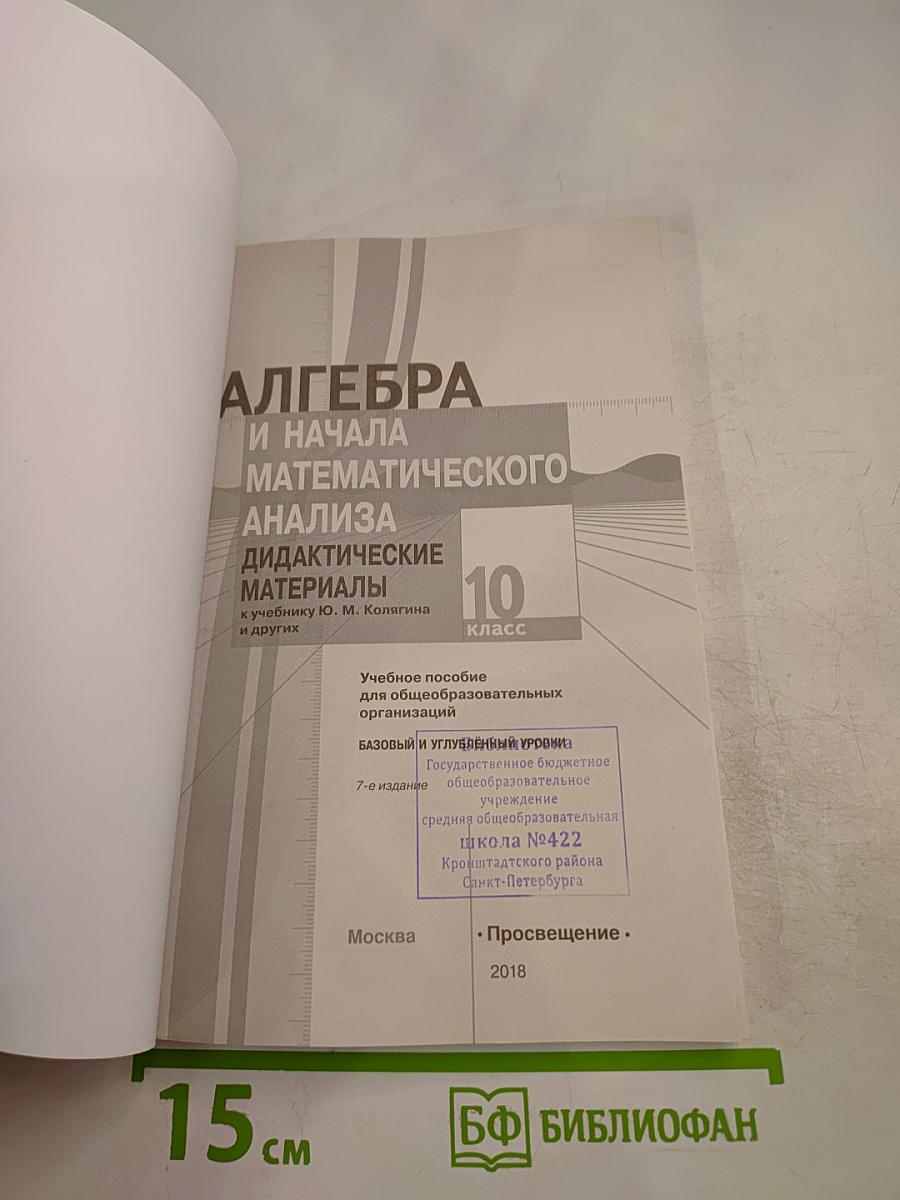 АЛГЕБРА
И НАЧАЛА
МАТЕМАТИЧЕСКОГО
АНАЛИЗА
ДИДАКТИЧЕСКИЕ
МАТЕРИАЛЫ
к учебнику Ю. М. Колягина
и других
10
класс
Учебное пособие
для общеобразовательных
организаций
БАЗОВЫЙ И УГЛУБЛЁННЫЙ УРОВНИ
7-е издание
Библиотека
Государственное бюджетное
общеобразовательное
учреждение
средняя общеобразовательная
школа №422
Кронштадтского района
Санкт-Петербурга
Москва
• Просвещение •
2018
15 см
БФ БИБЛИОФАН